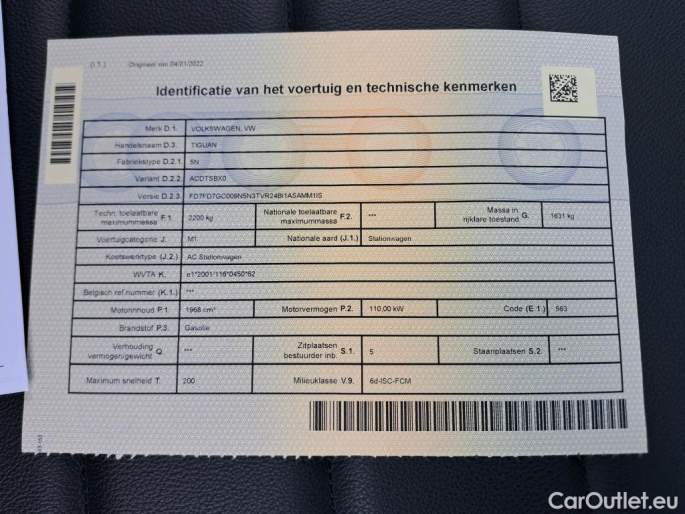 Origineel van 04/01/2022
Identificatie van het voertuig en technische kenmerken
Merk D.1. VOLKSWAGEN, VW
Handelsnaam D.3. TIGUAN
Fabriekstype D.2.1. 5N
Variant D.2.2. ACDTSBX0
Versie D.2.3.
Techn. toelaatbare maximummassa F.1. 2200 kg Nationale toelaatbare maximummassa F.2. *** Massa in rijklare toestand G. 1631 kg
Voertuigcategorie J. M1 Nationale aard (J.1.) Stationwagen
Koetswerktype (J.2.) AC Stationwagen
WVTA K. e1*2001/116*0450*62
Belgisch ref.nummer (K.1.) ***
Motorinhoud P.1. 1968 cm³ Motorvermogen P.2. 110,00 kW Code (E.1.) 563
Brandstof P.3. Gasolie
Verhouding vermogen/gewicht Q. *** Zitplaatsen bestuurder inb. S.1. 5 Staanplaatsen S.2. ***
Maximum snelheid T. 200 Milieuklasse V.9. 6d-ISC-FCM
CarOutlet.eu